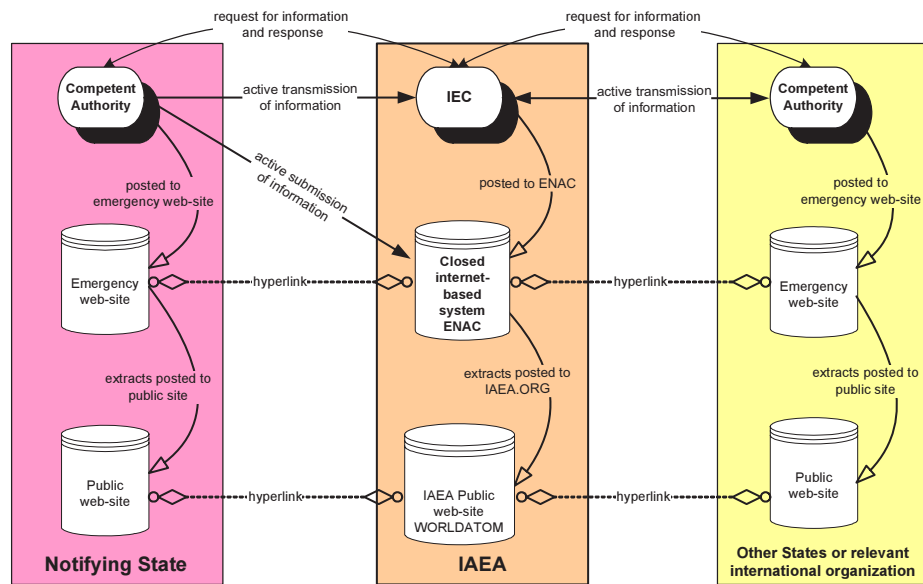 request for information
and response
request for information
and response
Competent
Authority
active transmission
of information
IEC
active transmission
of information
Competent
Authority
active submission
of information
posted to
emergency web-site
posted to ENAC
posted to
emergency web-site
Emergency
web-site
hyperlink
Closed
internet-
based
system
ENAC
hyperlink
Emergency
web-site
extracts posted to
public site
extracts posted to
IAEA.ORG
extracts posted to
public site
Public
web-site
hyperlink
IAEA Public
web-site
WORLDATOM
hyperlink
Public
web-site
Notifying State
IAEA
Other States or relevant
international organization